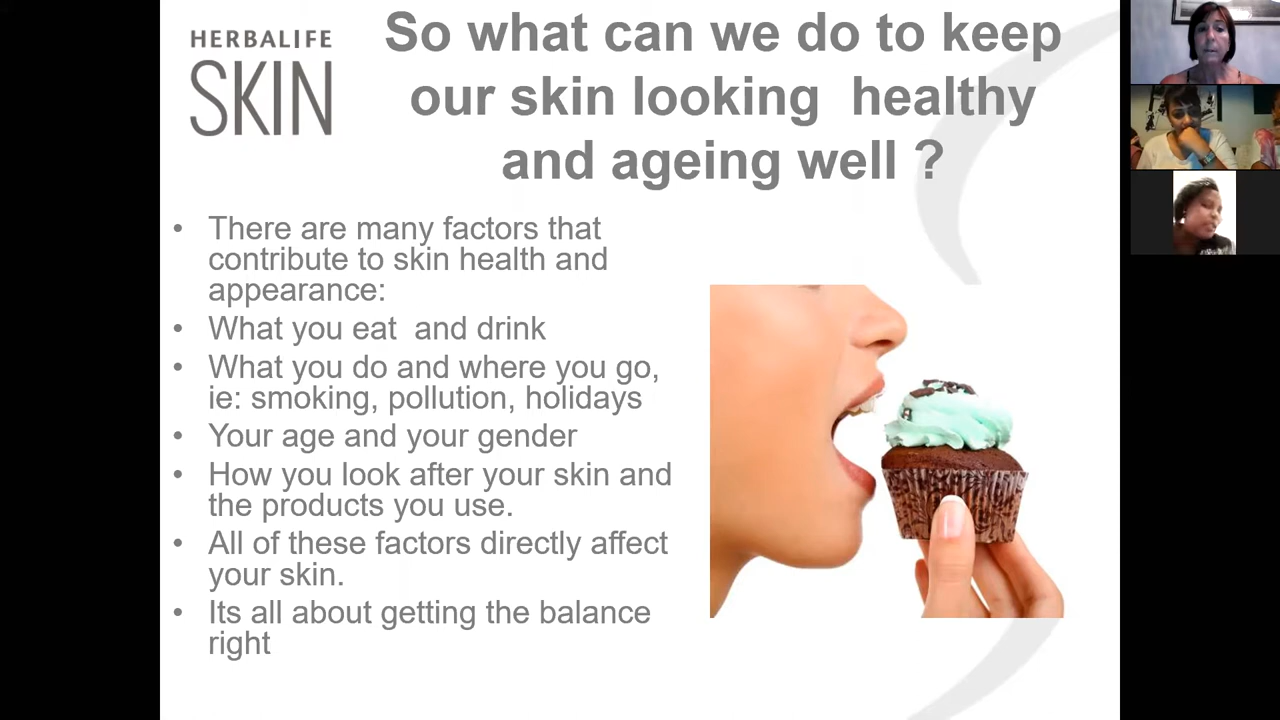 HERBALIFE
SKIN
So what can we do to keep
our skin looking  healthy
and ageing well ?
• There are many factors that
contribute to skin health and
appearance:
• What you eat  and drink
• What you do and where you go,
ie: smoking, pollution, holidays
• Your age and your gender
• How you look after your skin and
the products you use.
• All of these factors directly affect
your skin.
• Its all about getting the balance
right